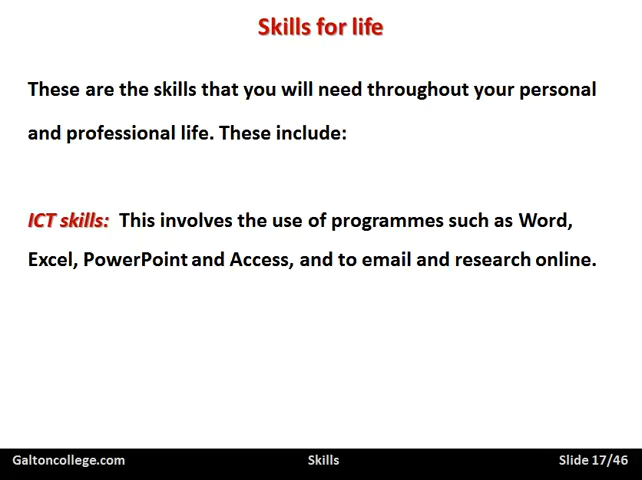 Skills for life
These are the skills that you will need throughout your personal
and professional life. These include:
ICT skills: This involves the use of programmes such as Word,
Excel, PowerPoint and Access, and to email and research online.
Galtoncollege.com Skills Slide 17/46